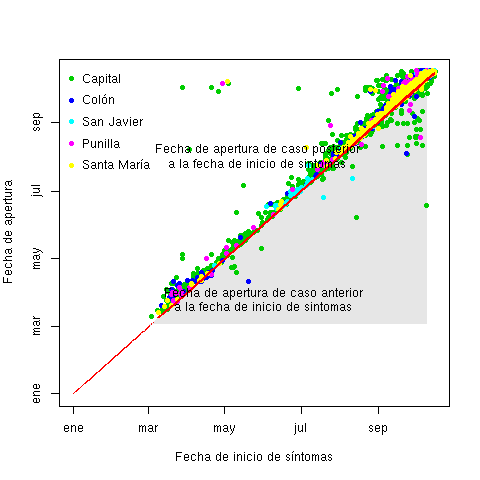 Capital
Colón
San Javier
Punilla
Santa María
Fecha de apertura de caso posterior
a la fecha de inicio de síntomas
Fecha de apertura de caso anterior
a la fecha de inicio de síntomas
Fecha de apertura
ene
mar
may
jul
sep
ene
mar
may
jul
sep
Fecha de inicio de síntomas